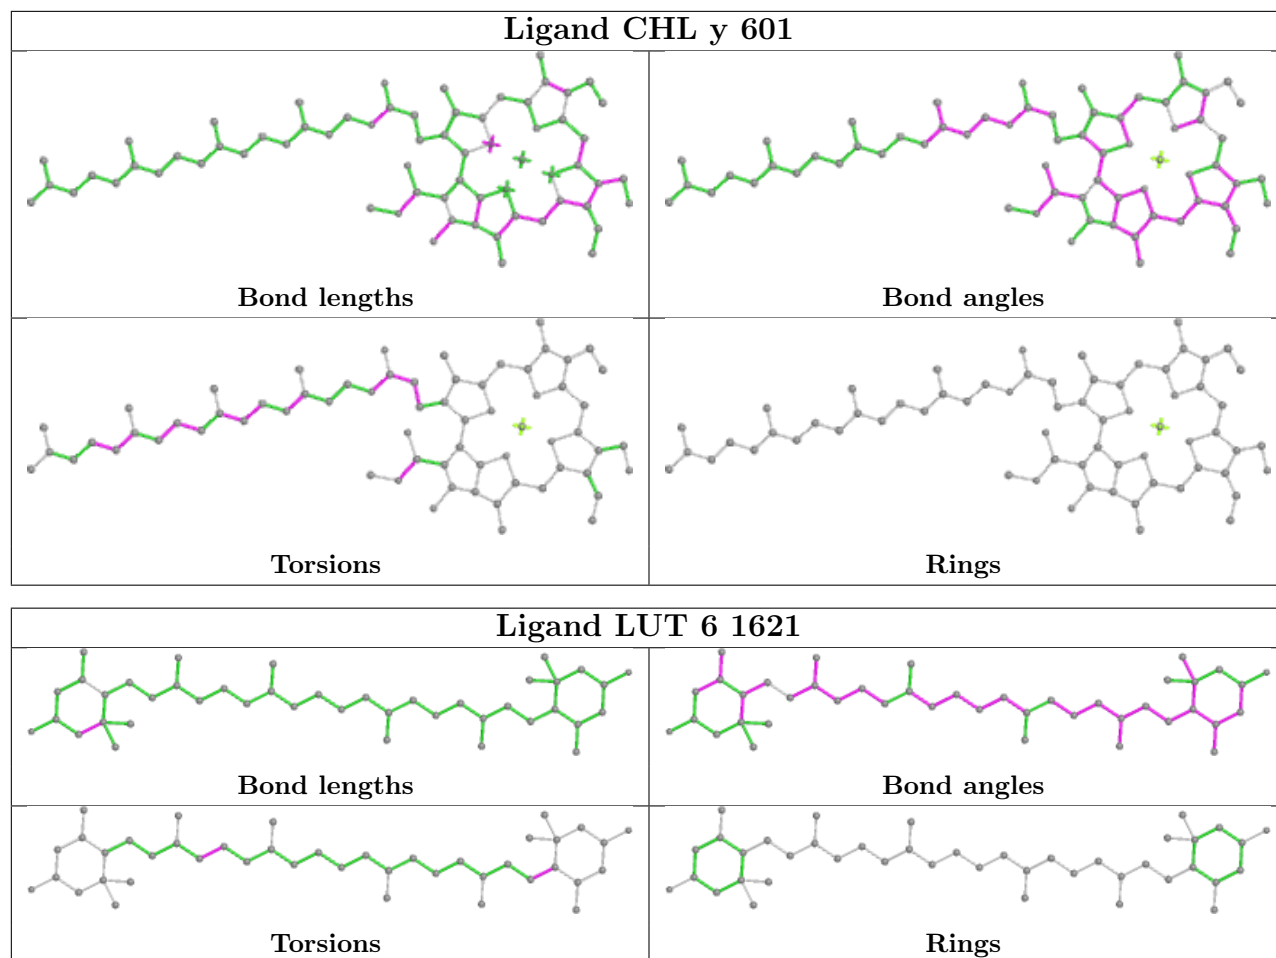 Ligand CHL y 601
Bond lengths
Bond angles
Torsions
Rings
Ligand LUT 6 1621
Bond lengths
Bond angles
Torsions
Rings